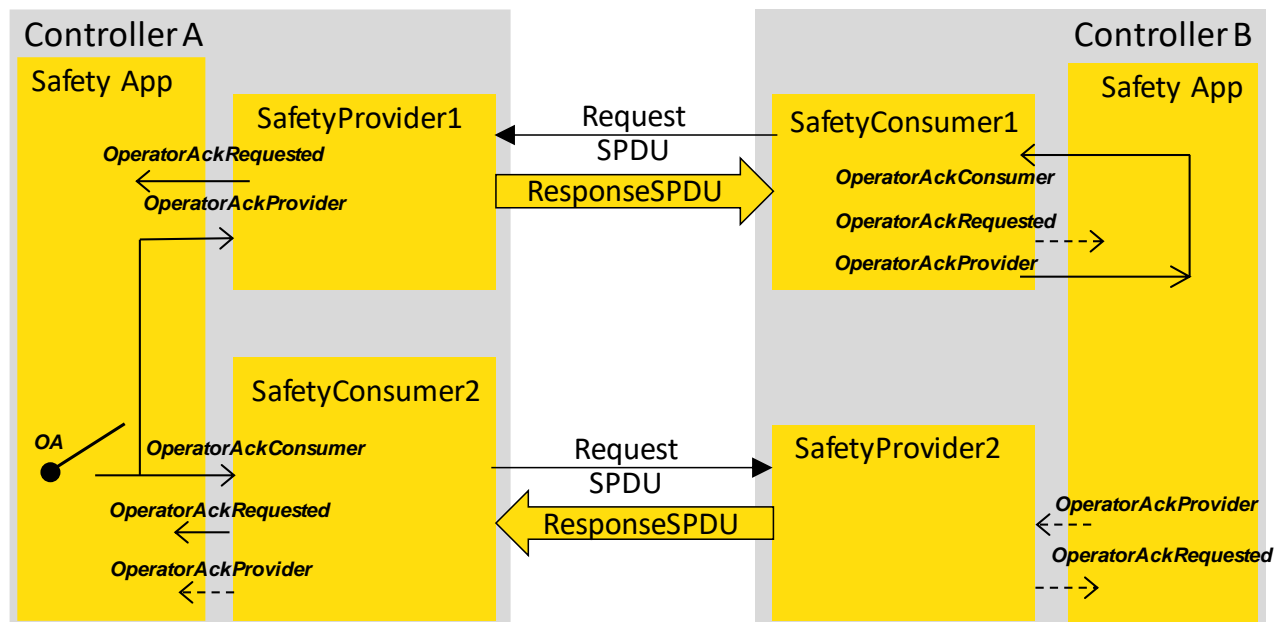 Controller A
Controller B
Safety App
Safety App
SafetyProvider1
Request
SPDU
SafetyConsumer1
OperatorAckRequested
OperatorAckProvider
ResponseSPDU
OperatorAckConsumer
OperatorAckRequested
OperatorAckProvider
SafetyConsumer2
OA
OperatorAckConsumer
Request
SPDU
SafetyProvider2
OperatorAckRequested
ResponseSPDU
OperatorAckProvider
OperatorAckProvider
OperatorAckRequested